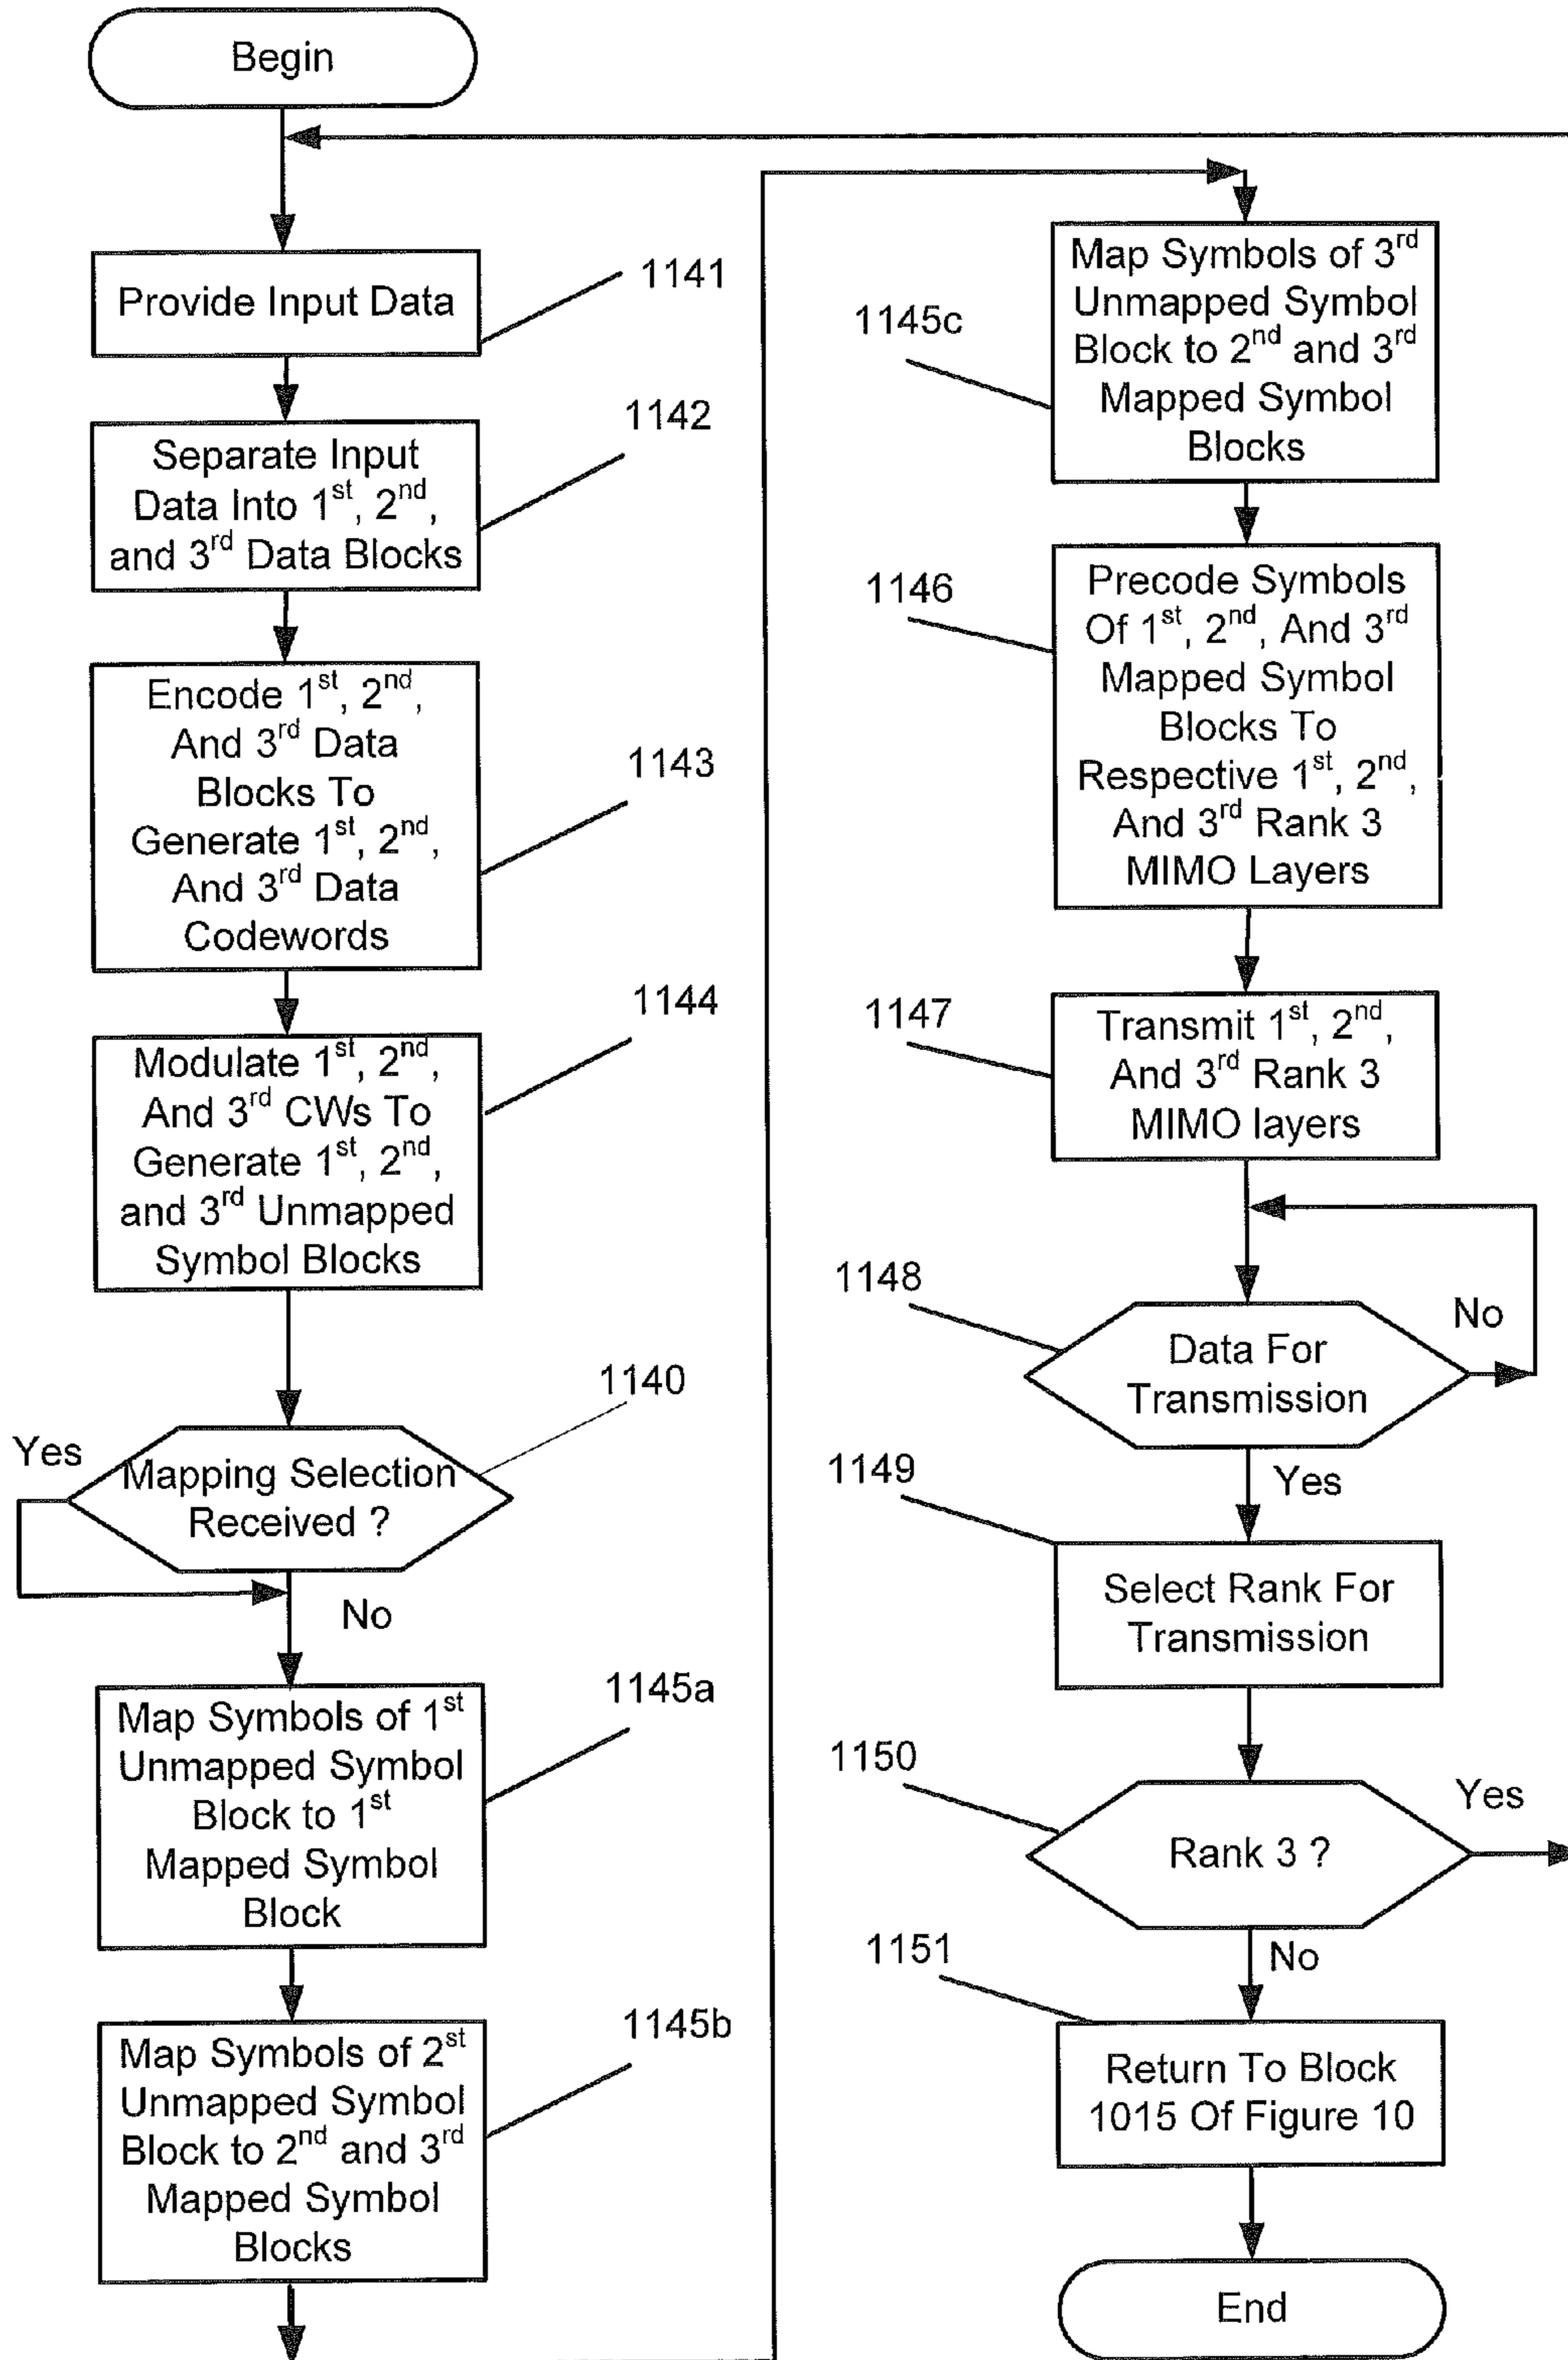 Begin
Provide Input Data
1141
Separate Input
Data Into 1st, 2nd,
and 3rd Data Blocks
1142
Encode 1st, 2nd,
And 3rd Data
Blocks To
Generate 1st, 2nd,
And 3rd Data
Codewords
1143
Modulate 1st, 2nd,
And 3rd CWs To
Generate 1st, 2nd,
and 3rd Unmapped
Symbol Blocks
1144
1140
Yes
Mapping Selection
Received ?
No
Map Symbols of 1st
Unmapped Symbol
Block to 1st
Mapped Symbol
Block
1145a
Map Symbols of 2st
Unmapped Symbol
Block to 2nd and 3rd
Mapped Symbol
Blocks
1145b
Map Symbols of 3rd
Unmapped Symbol
Block to 2nd and 3rd
Mapped Symbol
Blocks
1145c
Precode Symbols
Of 1st, 2nd, And 3rd
Mapped Symbol
Blocks To
Respective 1st, 2nd,
And 3rd Rank 3
MIMO Layers
1146
Transmit 1st, 2nd,
And 3rd Rank 3
MIMO layers
1147
1148
Data For
Transmission
No
Yes
1149
Select Rank For
Transmission
1150
Rank 3 ?
Yes
No
1151
Return To Block
1015 Of Figure 10
End